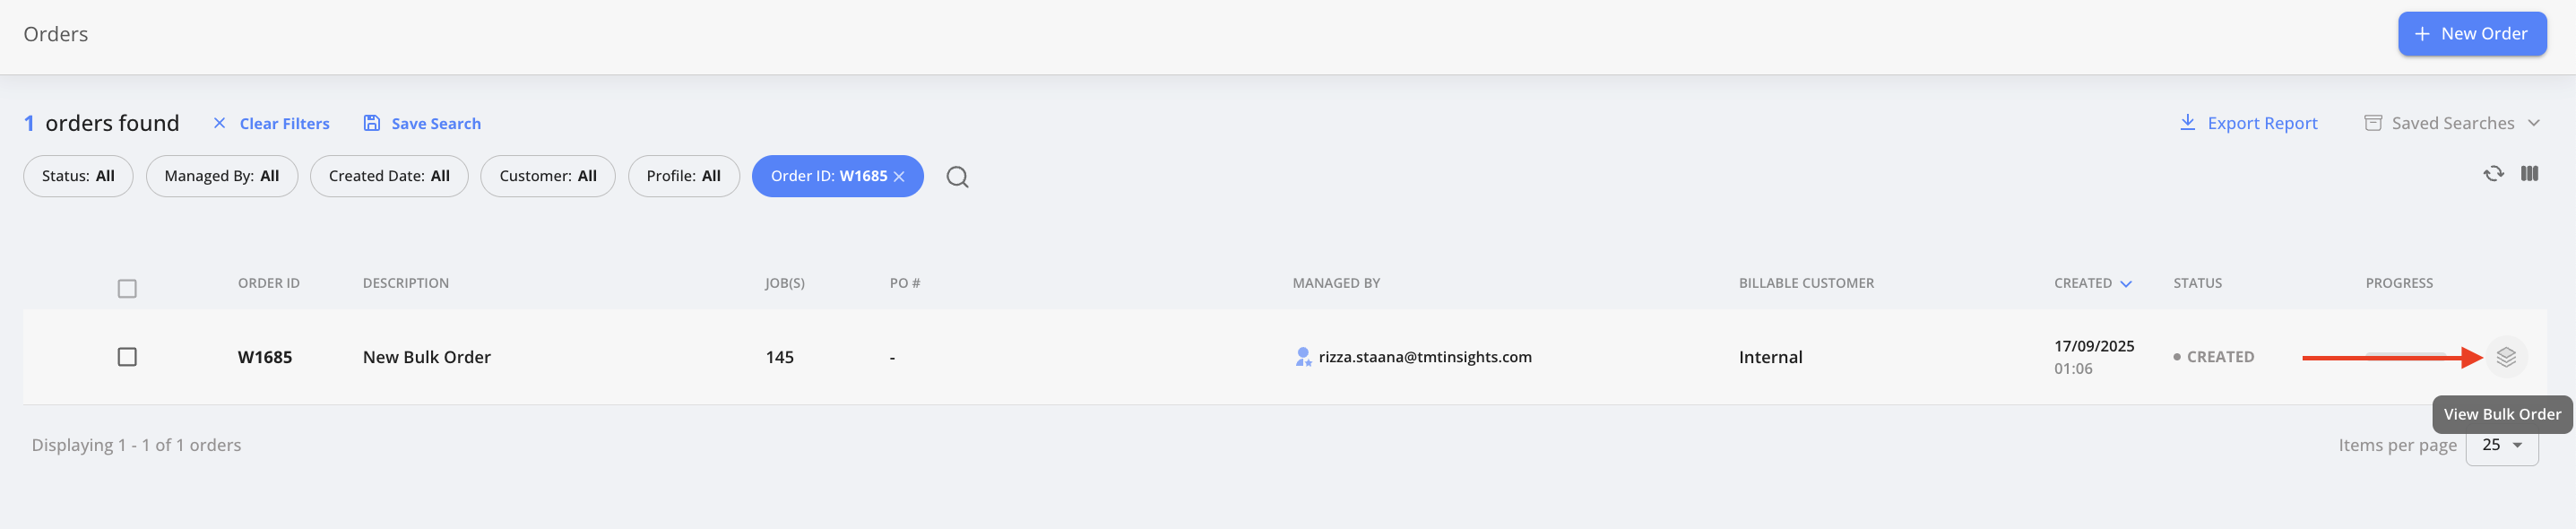 Orders
New Order
1 orders found
Clear Filters
Save Search
Export Report
Saved Searches
Status: All
Managed By: All
Created Date: All
Customer: All
Profile: All
Order ID: W1685
ORDER ID DESCRIPTION JOB(S) PO # MANAGED BY BILLABLE CUSTOMER CREATED STATUS PROGRESS
W1685 New Bulk Order 145 - rizza.staana@tmtinsights.com Internal 17/09/2025 CREATED
01:06
View Bulk Order
Displaying 1 - 1 of 1 orders
Items per page 25